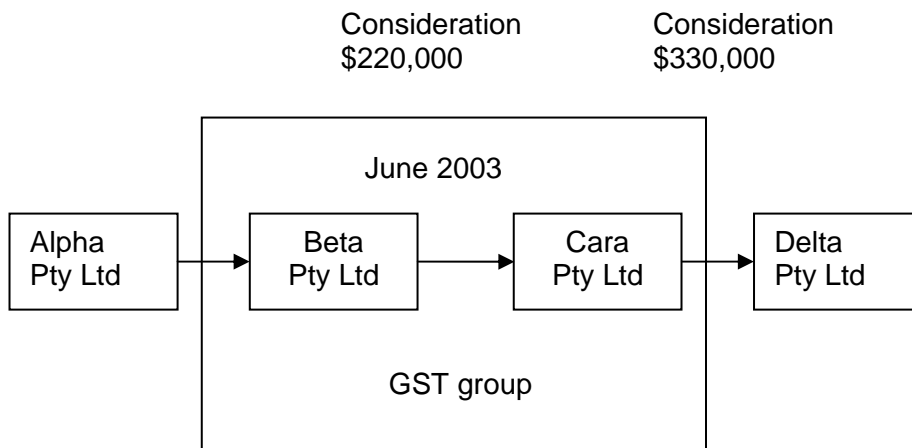 Consideration
$220,000
Consideration
$330,000
June 2003
Alpha
Pty Ltd
Beta
Pty Ltd
Cara
Pty Ltd
Delta
Pty Ltd
GST group